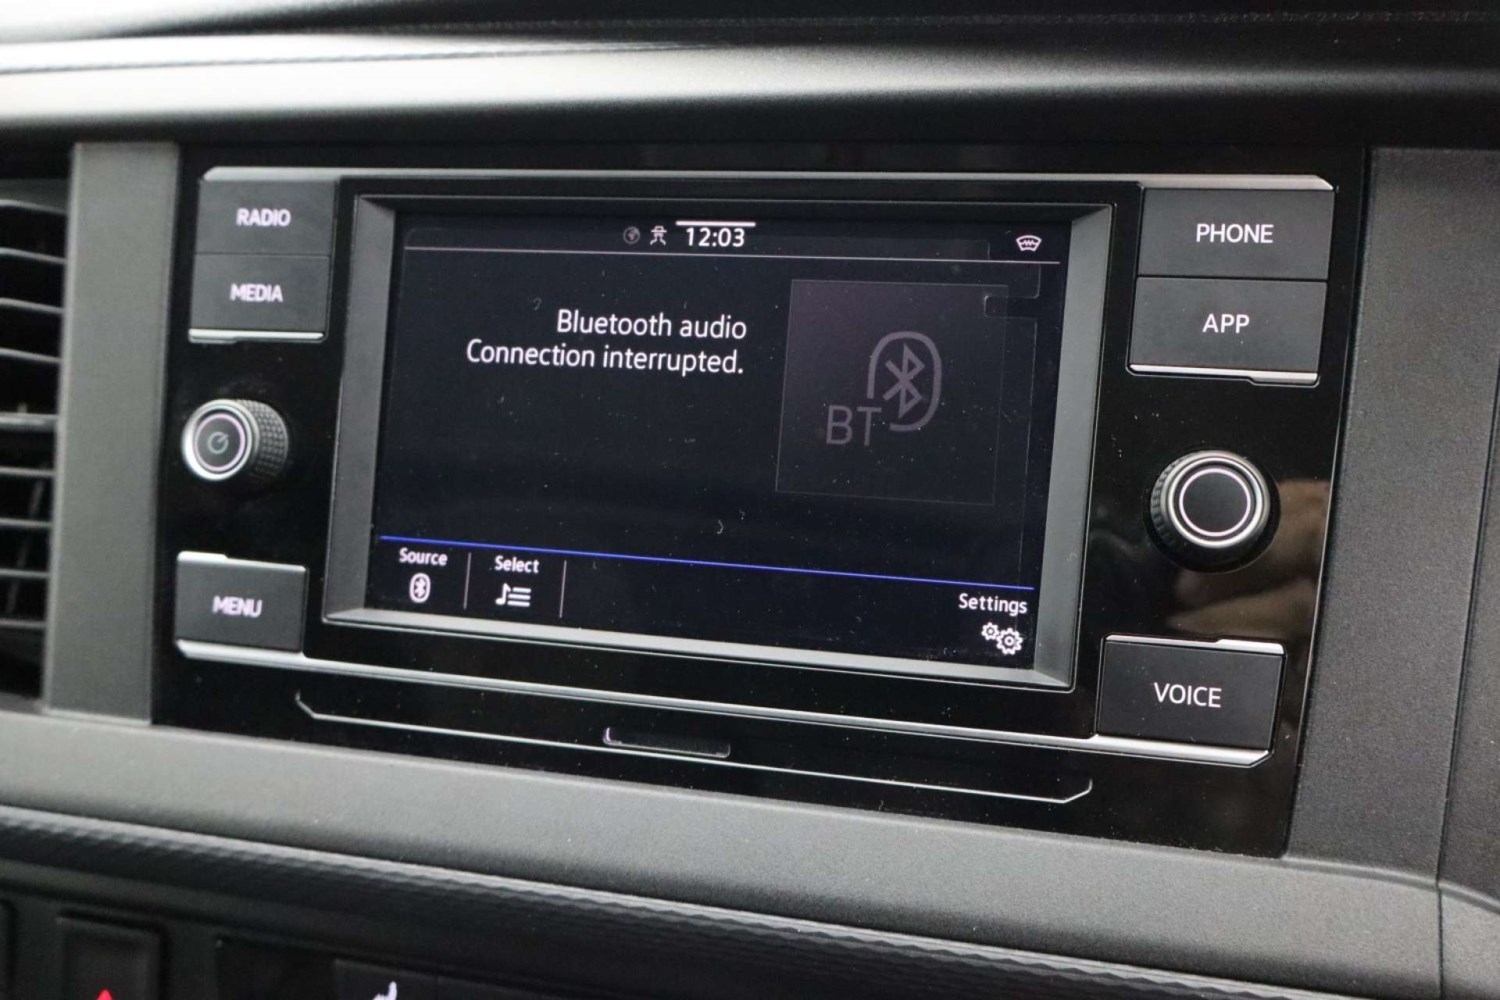 RADIO
MEDIA
MENU
12:03
Bluetooth audio
Connection interrupted.
BT
Source
Select
Settings
PHONE
APP
VOICE